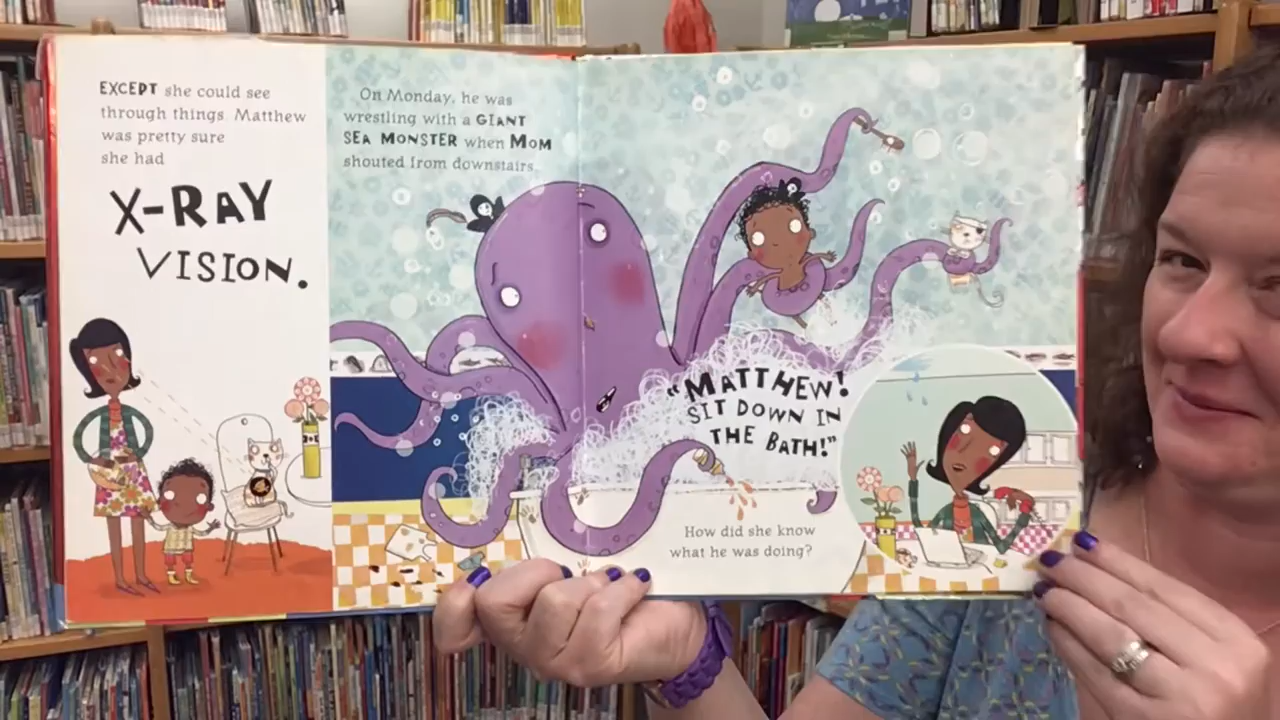 EXCEPT she could see
through things. Matthew
was pretty sure
she had
X-RAY
VISION.
On Monday, he was
wrestling with a GIANT
SEA MONSTER when MOM
shouted from downstairs.
"MATTHEW!
SIT DOWN IN
THE BATH!"
How did she know
what he was doing?